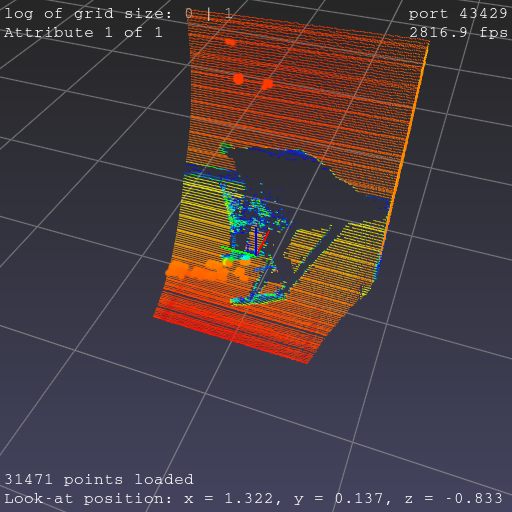 log of grid size: 0 | 1
port 43429
Attribute 1 of 1
2816.9 fps
31471 points loaded
Look-at position: x = 1.322, y = 0.137, z = -0.833